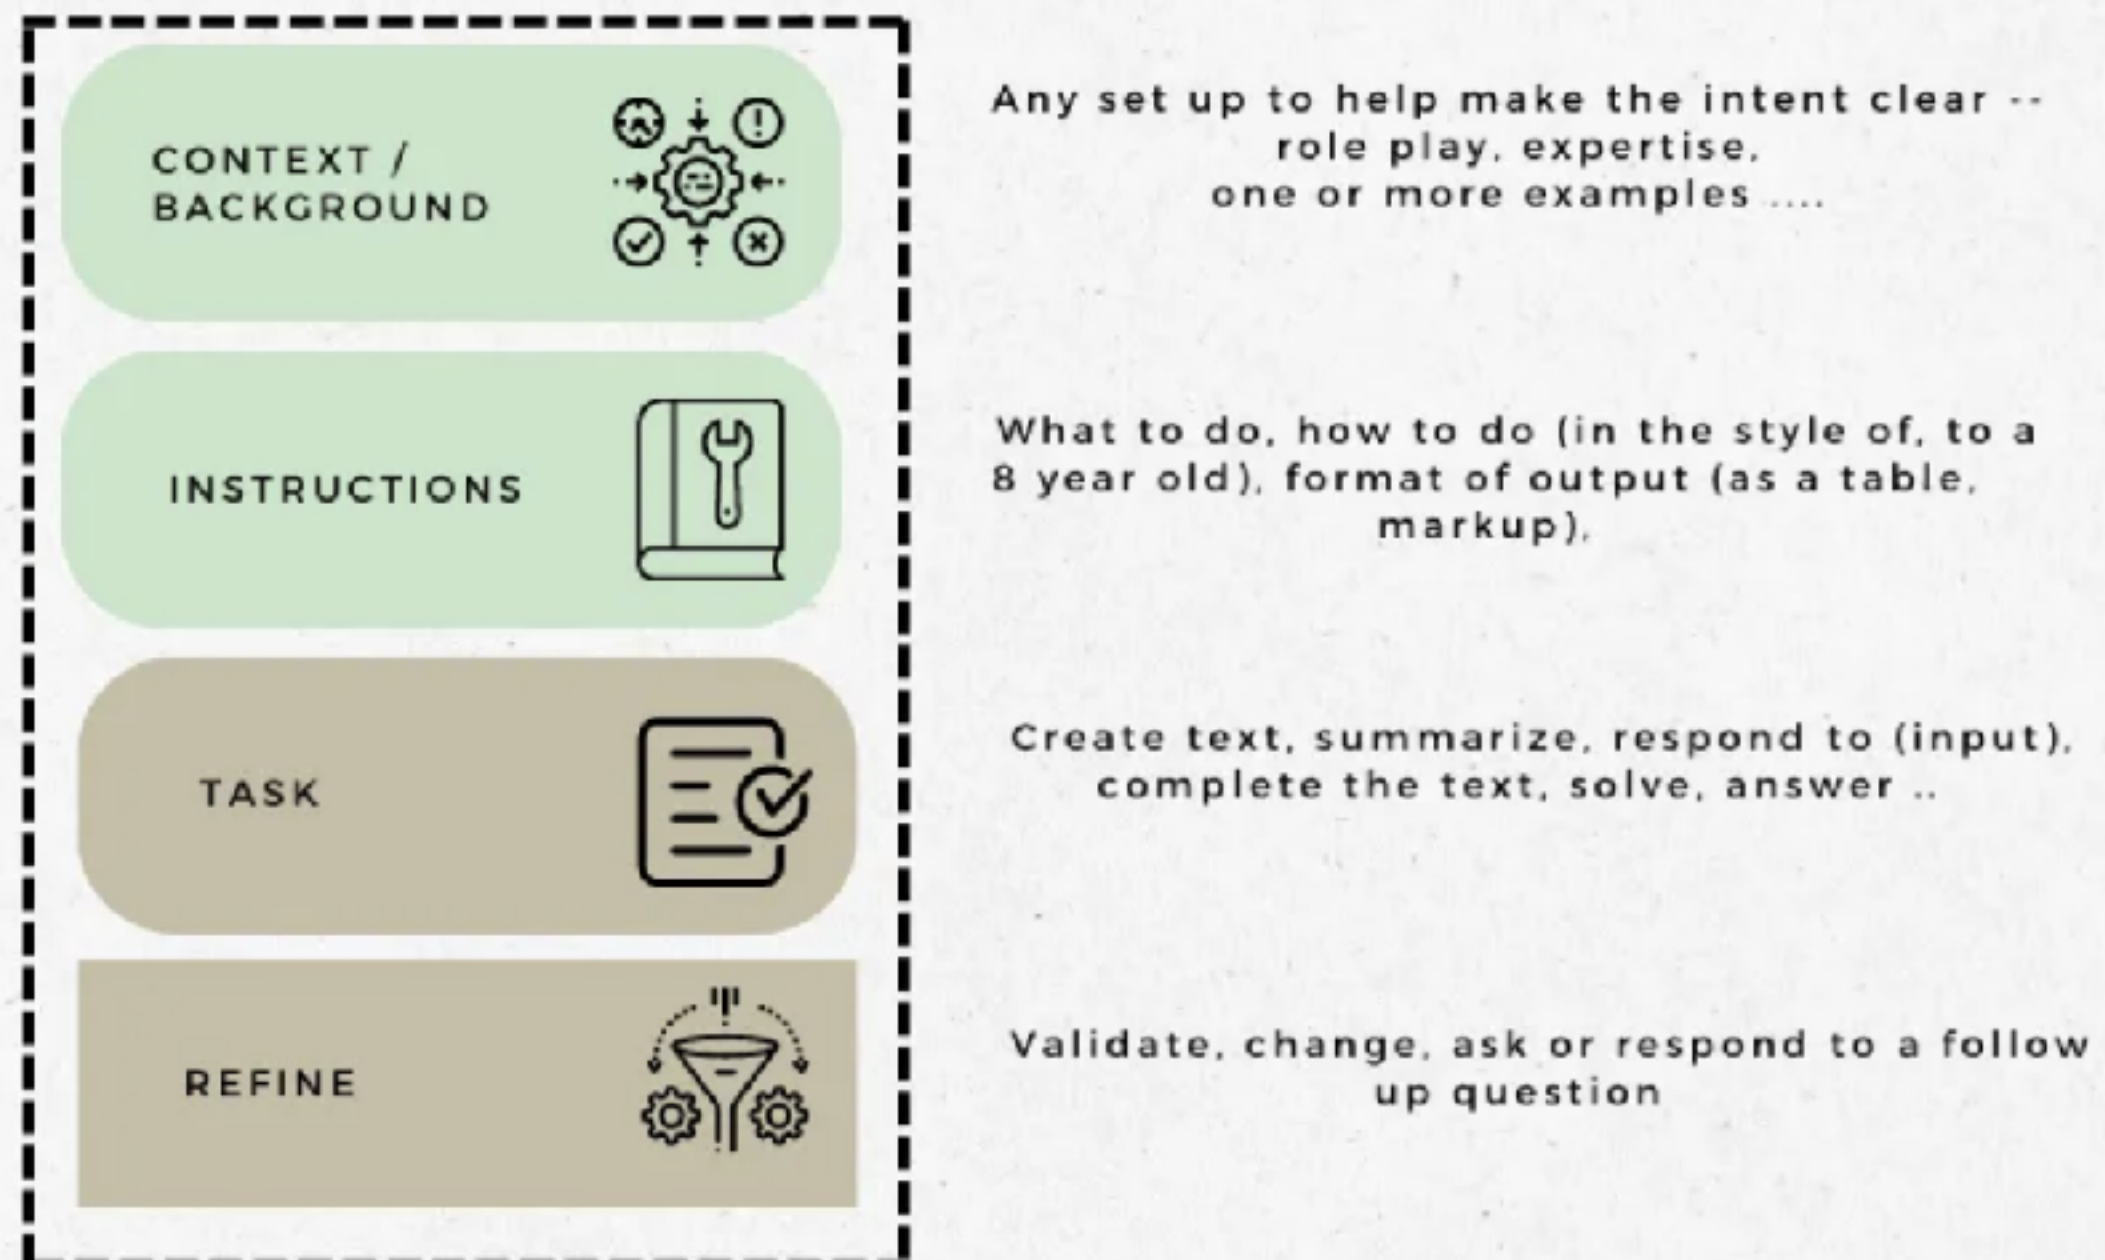 CONTEXT /
BACKGROUND
Any set up to help make the intent clear --
role play, expertise,
one or more examples ....
INSTRUCTIONS
What to do, how to do (in the style of, to a
8 year old), format of output (as a table,
markup),
TASK
Create text, summarize, respond to (input),
complete the text, solve, answer ..
REFINE
Validate, change, ask or respond to a follow
up question